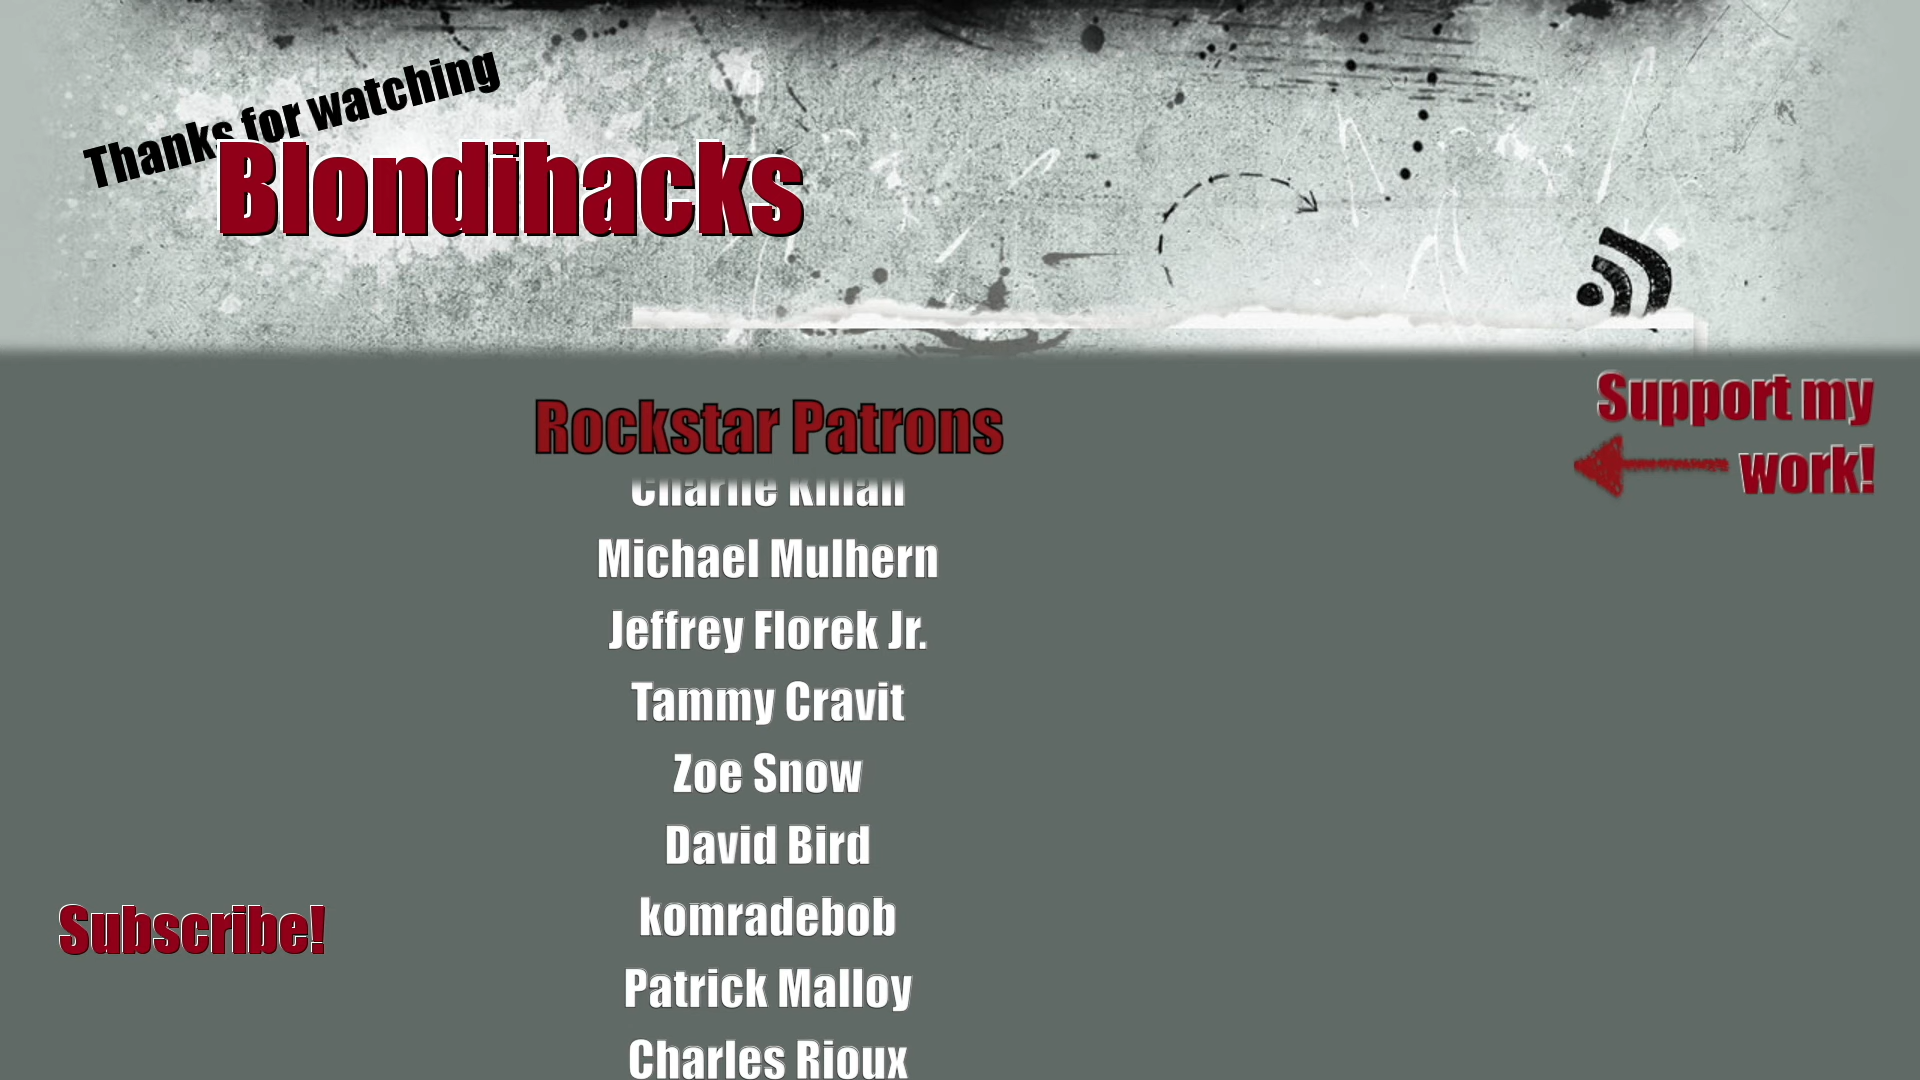 Thanks for watching
Blondihacks
Support my
work!
Rockstar Patrons
Charlie
Michael Mulhern
Jeffrey Florek Jr.
Tammy Cravit
Zoe Snow
David Bird
komradebob
Patrick Malloy
Charles Rioux
Subscribe!